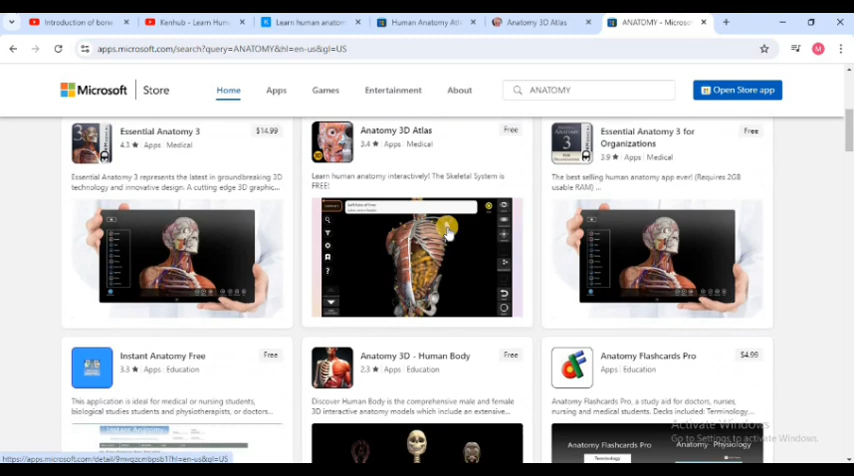 Introduction of bone
Kenhub - Learn Hum
Learn human anatom
Human Anatomy Atl
Anatomy 3D Atlas
ANATOMY - Microso
apps.microsoft.com/search?query=ANATOMY&hl=en-us&gl=US
M
Microsoft | Store
Home
Apps
Games
Entertainment
About
ANATOMY
Open Store app
Essential Anatomy 3
$14.99
4.3 ★ Apps Medical
Essential Anatomy 3 represents the latest in groundbreaking 3D
technology and innovative design. A cutting edge 3D graphic...
Anatomy 3D Atlas
Free
3.4 ★ Apps Medical
Learn human anatomy interactively! The Skeletal System is
FREE!
Essential Anatomy 3 for
Organizations
Free
3.9 ★ Apps Medical
The best selling human anatomy app ever! (Requires 2GB
usable RAM) ...
Instant Anatomy Free
Free
3.3 ★ Apps Education
This application is ideal for medical or nursing students,
biological studies students and physiotherapists, or doctors...
Anatomy 3D - Human Body
Free
2.3 ★ Apps Education
Discover Human Body is the comprehensive male and female
3D interactive anatomy models which include an extensive...
Anatomy Flashcards Pro
$4.99
Apps Education
Anatomy Flashcards Pro, a study aid for doctors, nurses,
nursing and medical students. Decks included: Terminology,...
Anatomy Flashcards Pro
Terminology
Anatomy- Physiology
Activate Windows
Go to Settings to activate Windows.